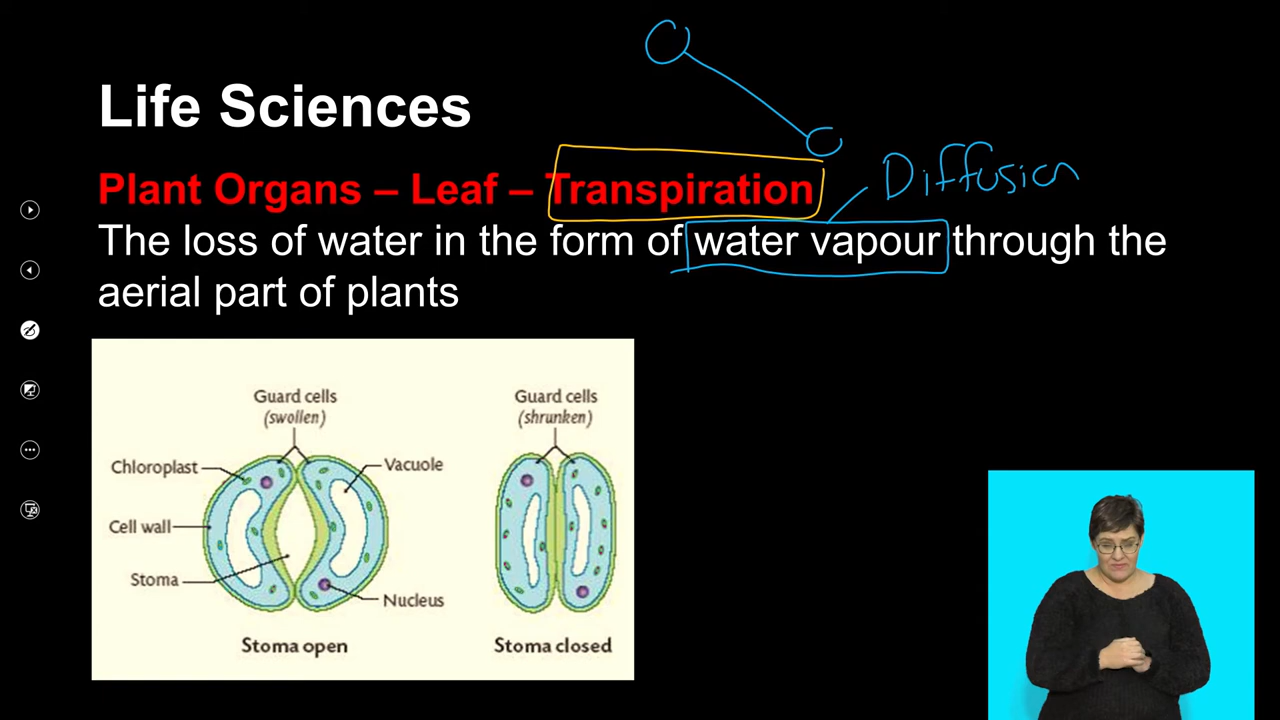 Life Sciences
Plant Organs – Leaf – Transpiration
Diffusion
The loss of water in the form of water vapour through the
aerial part of plants
Guard cells
(swollen)
Chloroplast
Vacuole
Cell wall
Stoma
Nucleus
Stoma open
Guard cells
(shrunken)
Stoma closed